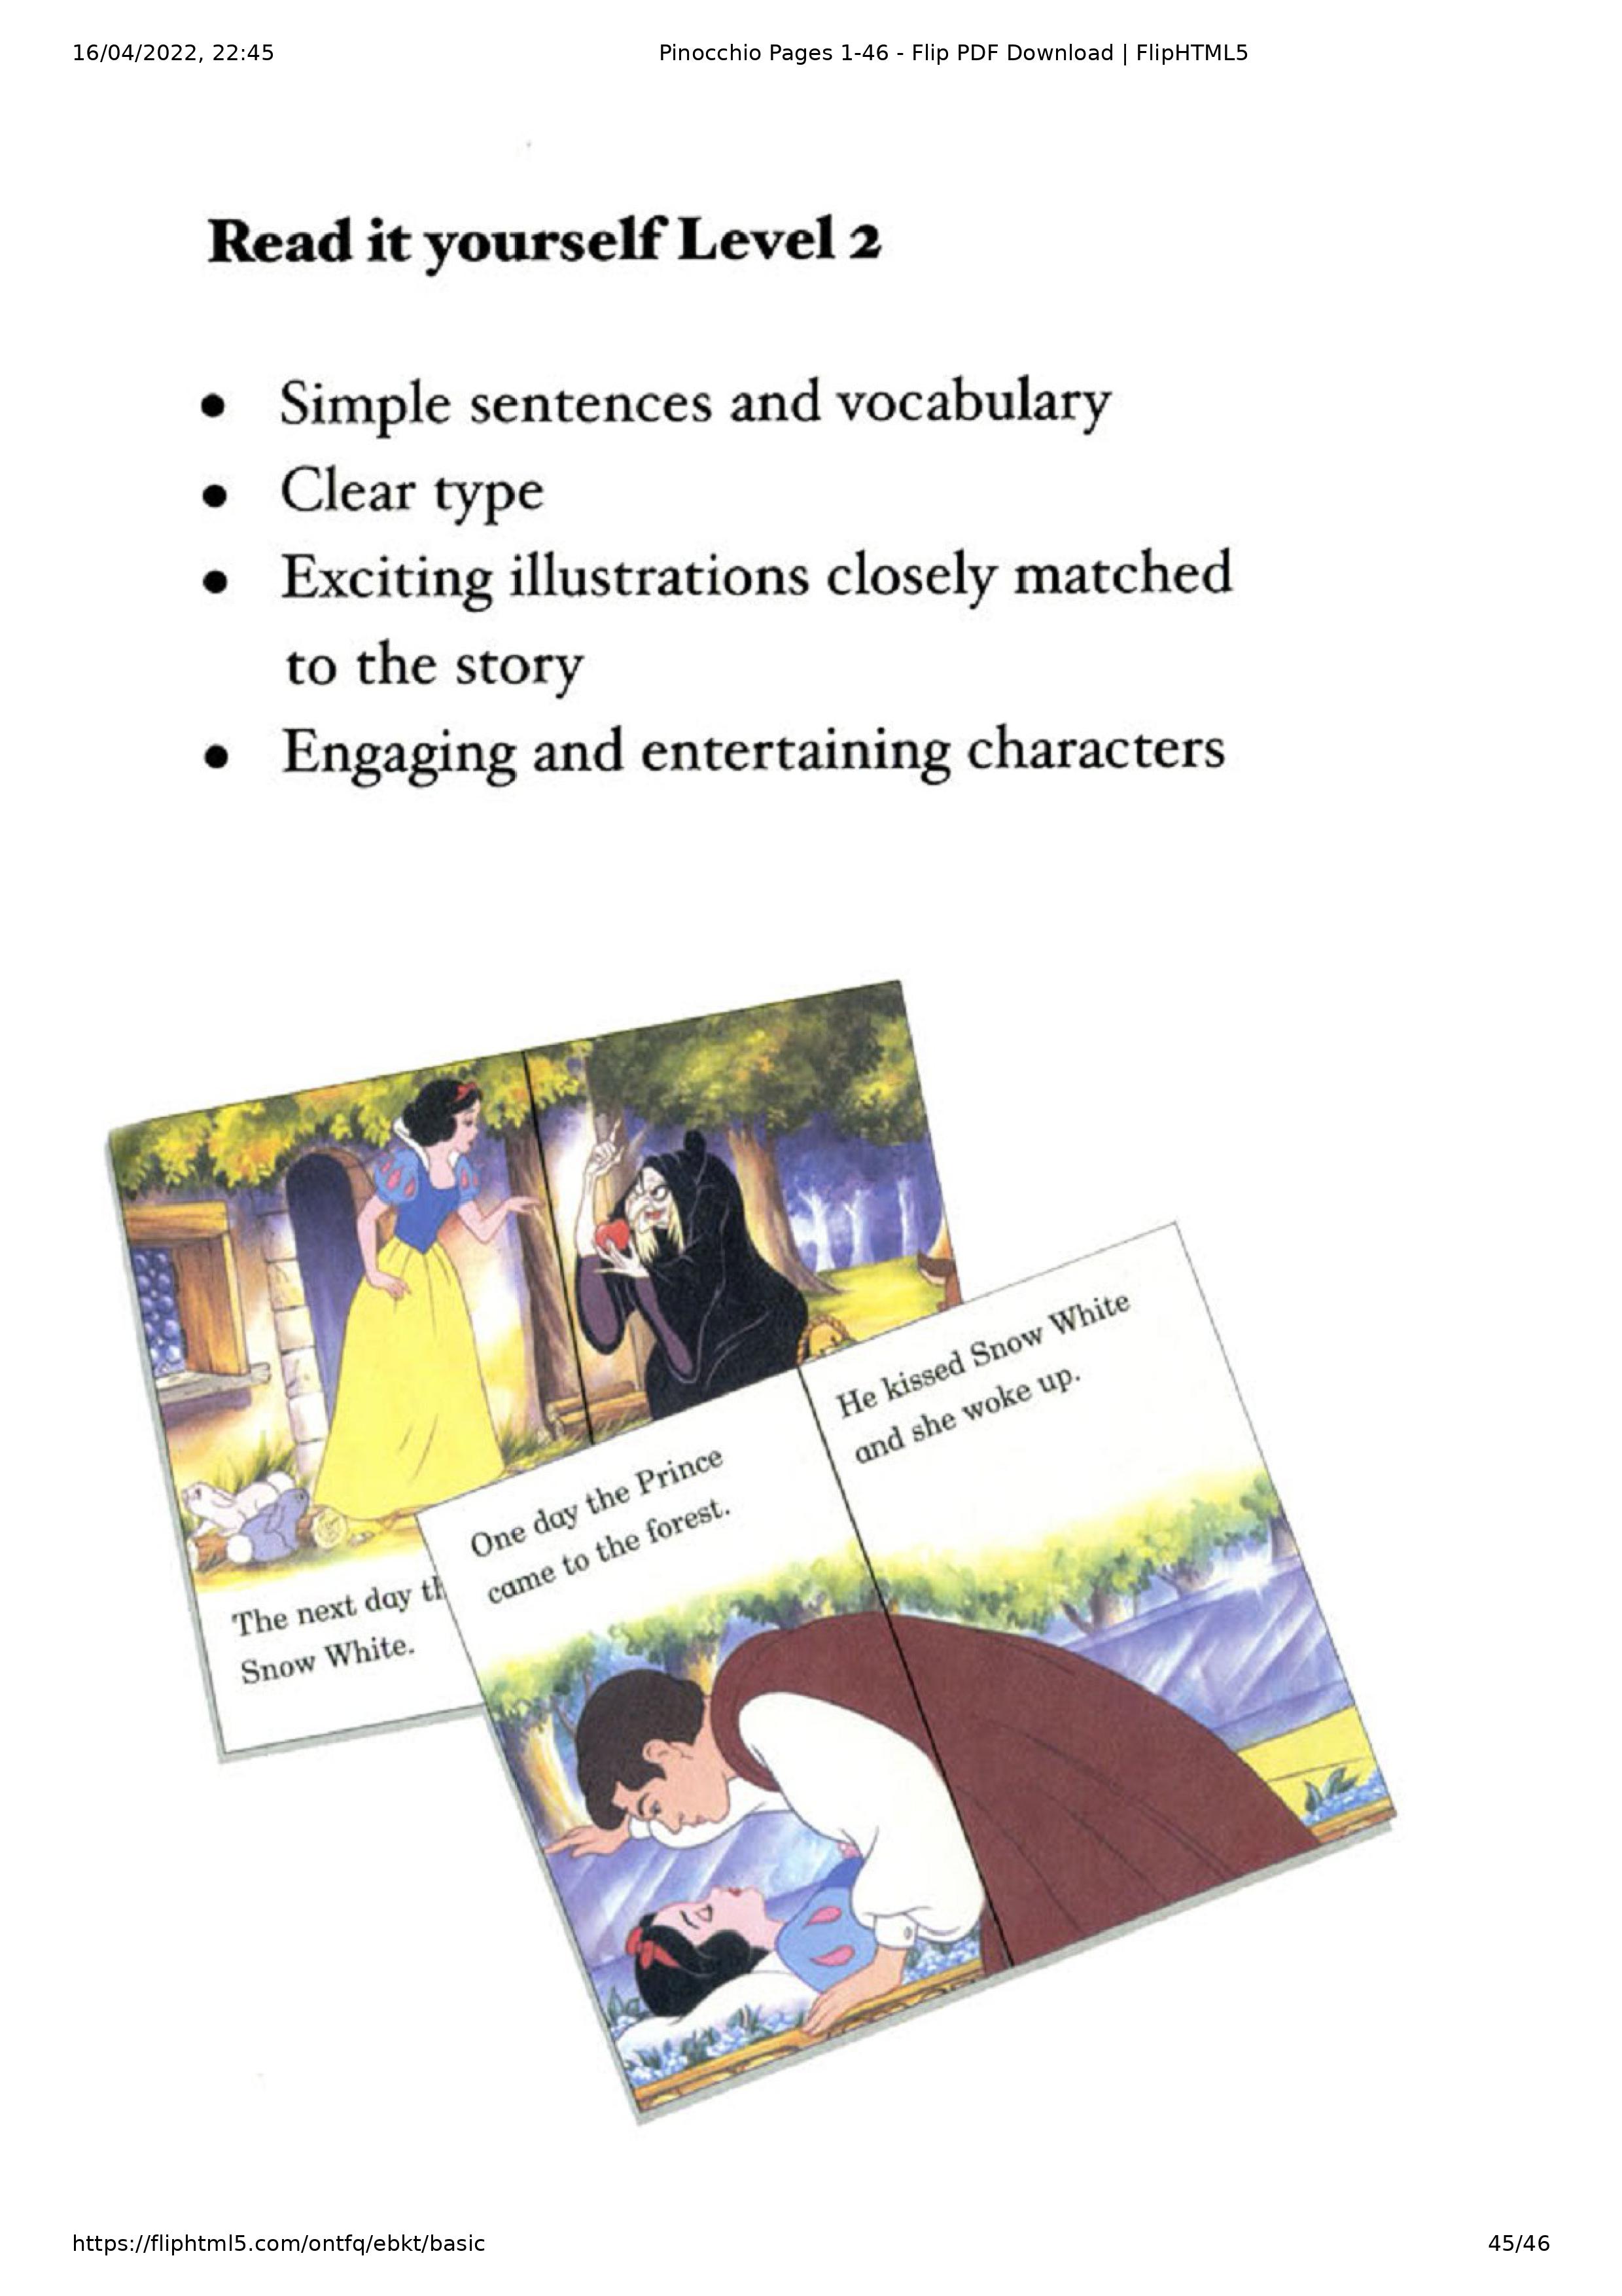 16/04/2022, 22:45 Pinocchio Pages 1-46 - Flip PDF Download | FlipHTML5
Read it yourself Level 2
• Simple sentences and vocabulary
• Clear type
• Exciting illustrations closely matched
to the story
• Engaging and entertaining characters
The next day
Snow White.
One day the Prince
came to the forest.
He kissed Snow White
and she woke up.
https://fliphtml5.com/ontfq/ebkt/basic 45/46